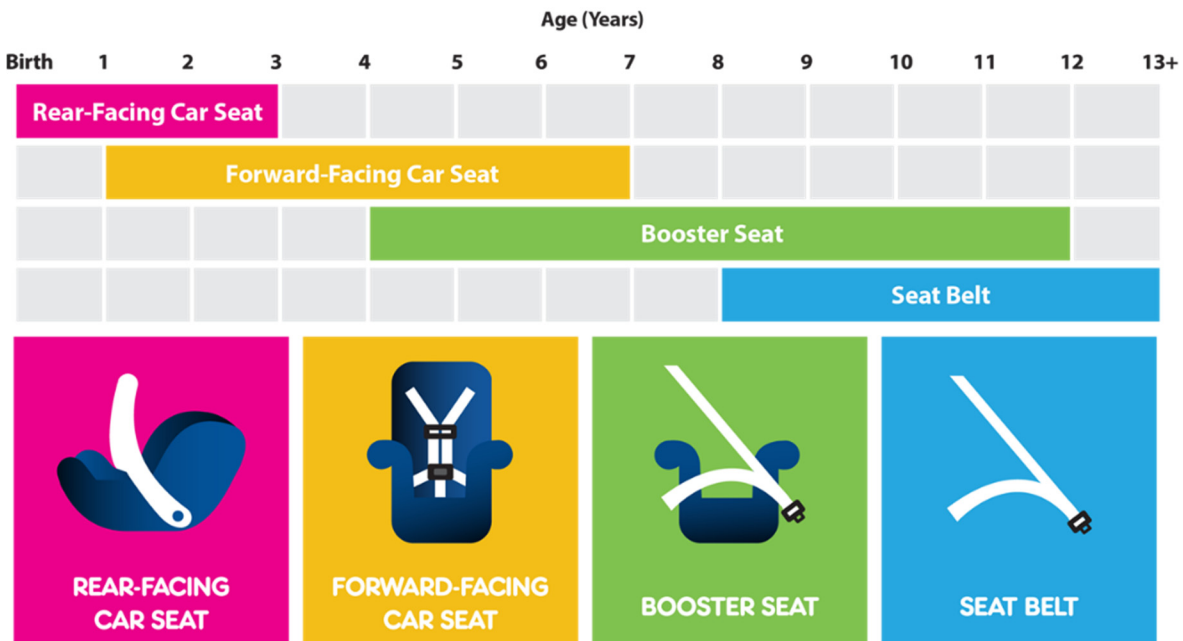 Age (Years)
Birth 1 2 3 4 5 6 7 8 9 10 11 12 13+
Rear-Facing Car Seat
Forward-Facing Car Seat
Booster Seat
Seat Belt
REAR-FACING
CAR SEAT
FORWARD-FACING
CAR SEAT
BOOSTER SEAT
SEAT BELT